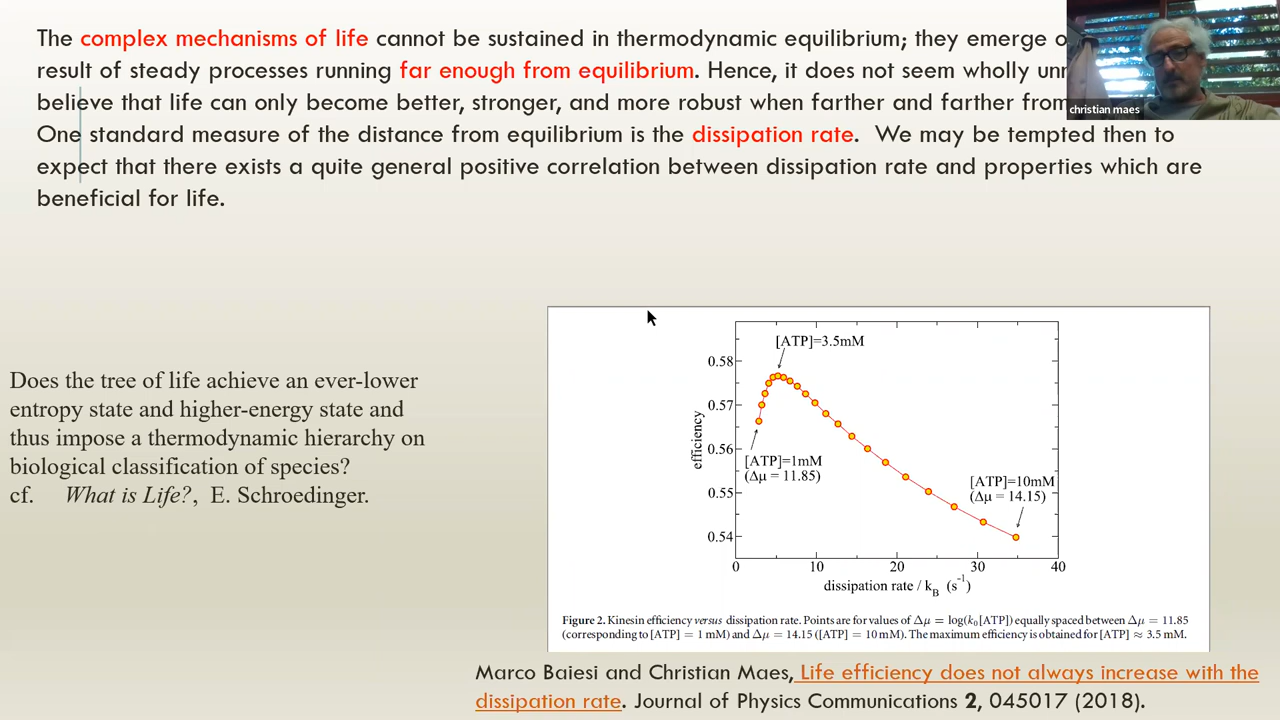 The complex mechanisms of life cannot be sustained in thermodynamic equilibrium; they emerge
result of steady processes running far enough from equilibrium. Hence, it does not seem wholly
believe that life can only become better, stronger, and more robust when farther and farther from
One standard measure of the distance from equilibrium is the dissipation rate. We may be tempted then to
expect that there exists a quite general positive correlation between dissipation rate and properties which are
beneficial for life.
christian maes
Does the tree of life achieve an ever-lower
entropy state and higher-energy state and
thus impose a thermodynamic hierarchy on
biological classification of species?
cf. What is Life?, E. Schroedinger.
[ATP]=3.5mM
0.58
0.57
0.56
0.55
0.54
efficiency
[ATP]=1mM
(Δμ = 11.85)
[ATP]=10mM
(Δμ = 14.15)
0 10 20 30 40
dissipation rate / k_B (s⁻¹)
Figure 2. Kinesin efficiency versus dissipation rate. Points are for values of Δμ = log(k₀[ATP]) equally spaced between Δμ = 11.85
(corresponding to [ATP] = 1 mM) and Δμ = 14.15 ([ATP] = 10 mM). The maximum efficiency is obtained for [ATP] ≈ 3.5 mM.
Marco Baiesi and Christian Maes, Life efficiency does not always increase with the
dissipation rate. Journal of Physics Communications 2, 045017 (2018).